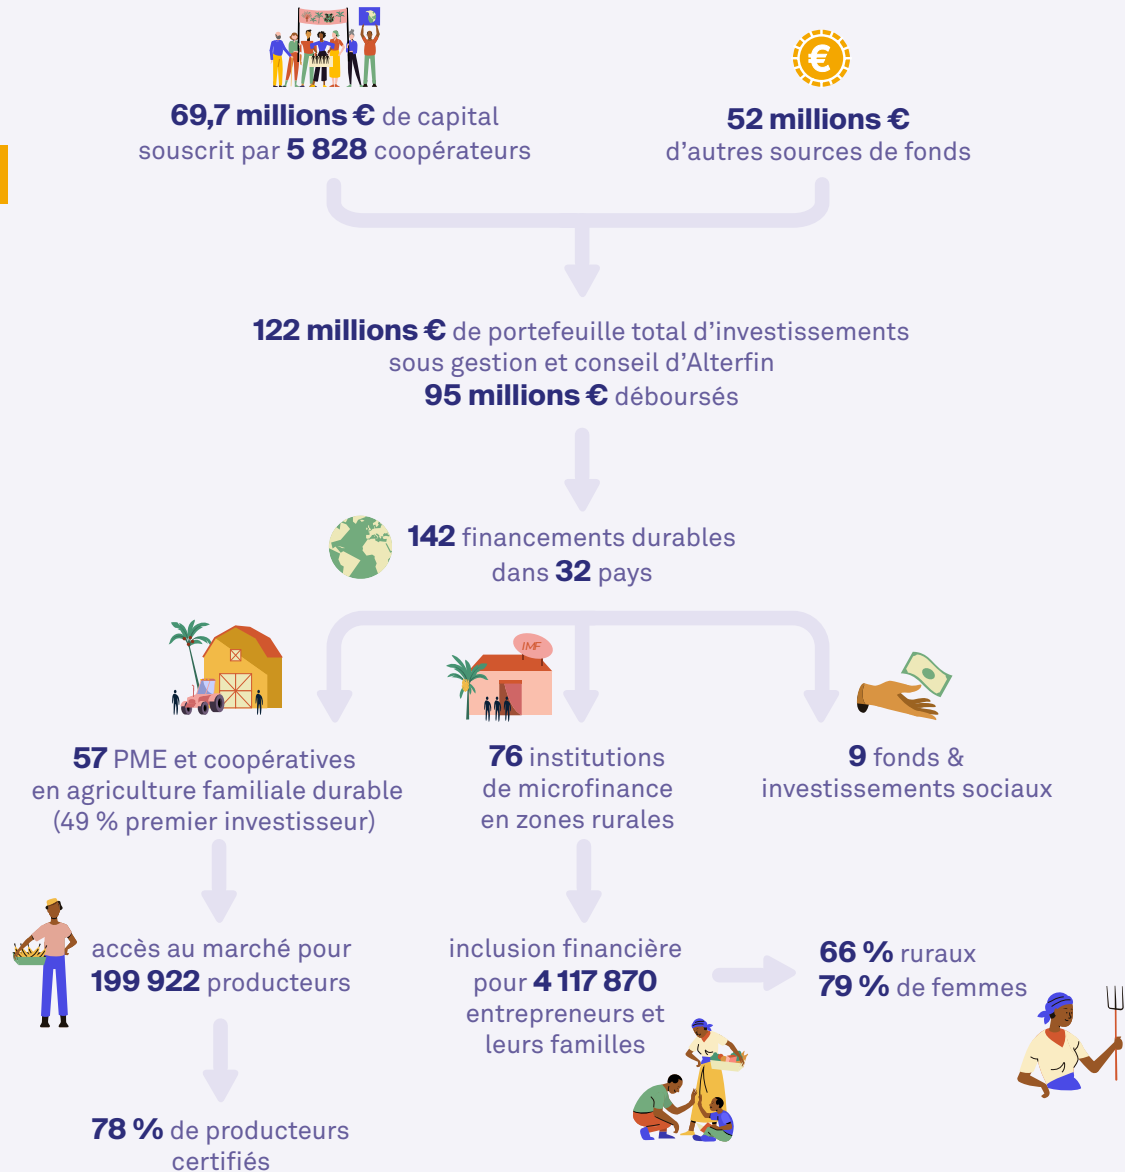 69,7 millions € de capital
souscrit par 5 828 coopérateurs
52 millions €
d'autres sources de fonds
122 millions € de portefeuille total d'investissements
sous gestion et conseil d'Alterfin
95 millions € déboursés
142 financements durables
dans 32 pays
IMF
57 PME et coopératives
en agriculture familiale durable
(49 % premier investisseur)
76 institutions
de microfinance
en zones rurales
9 fonds &
investissements sociaux
accès au marché pour
199 922 producteurs
inclusion financière
pour 4 117 870
entrepreneurs et
leurs familles
66 % ruraux
79 % de femmes
78 % de producteurs
certifiés